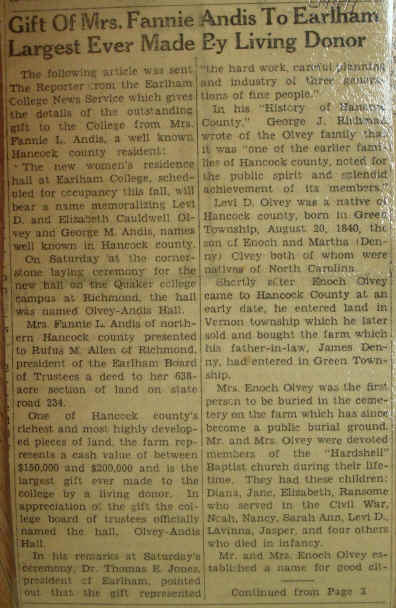 Gift Of Mrs. Fannie Andis To Earlham
Largest Ever Made By Living Donor
The following article was sent
The Reporter from the Earlham
College News Service which gives
the details of the outstanding
gift to the College from Mrs.
Fannie L. Andis, a well known
Hancock county resident:
The new women's residence
hall at Earlham College, sched-
uled for occupancy this fall, will
bear a name memoralizing Levi
D. and Elizabeth Cauldwell Ol-
vey and George M. Andis, names
well known in Hancock county.
On Saturday at the corner-
stone laying ceremony for the
new hall on the Quaker college
campus at Richmond, the hall
was named Olvey-Andis Hall.
Mrs. Fannie L. Andis of north-
ern Hancock county presented
to Rufus M. Allen of Richmond,
president of the Earlham Board
of Trustees a deed to her 638-
acre section of land on state
road 234.
One of Hancock county's
richest and most highly develop-
ed pieces of land, the farm rep-
resents a cash value of between
$150,000 and $200,000 and is the
largest gift ever made to the
college by a living donor. In
appreciation of the gift the col-
lege board of trustees officially
named the hall, Olvey-Andis
Hall.
In his remarks at Saturday's
ceremony, Dr. Thomas E. Jones,
president of Earlham, pointed
out that the gift represented
"the hard work, careful planning
and industry of three genera-
tions of fine people."
In his "History of Hancock
County," George J. Richman
wrote of the Olvey family that
it was "one of the earlier fami-
lies of Hancock county, noted for
the public spirit and splendid
achievement of its members."
Levi D. Olvey was a native of
Hancock county, born in Green
Township, August 20, 1840, the
son of Enoch and Martha (Den-
ny) Olvey both of whom were
natives of North Carolina.
Shortly after Enoch Olvey
came to Hancock County at an
early date, he entered land in
Vernon township which he later
sold and bought the farm which
his father-in-law, James Den-
ny, had entered in Green Town-
ship.
Mrs. Enoch Olvey was the first
person to be buried in the ceme-
tery on the farm which has since
become a public burial ground.
Mr. and Mrs. Olvey were devoted
members of the "Hardshell"
Baptist church during their life-
time. They had these children:
Diana, Jane, Elizabeth, Ransome
who served in the Civil War,
Noah, Nancy, Sarah Ann, Levi D.,
LaVinna, Jasper, and four others
who died in infancy.
Mr. and Mrs. Enoch Olvey es-
tablished a name for good cit-
Continued from Page 2